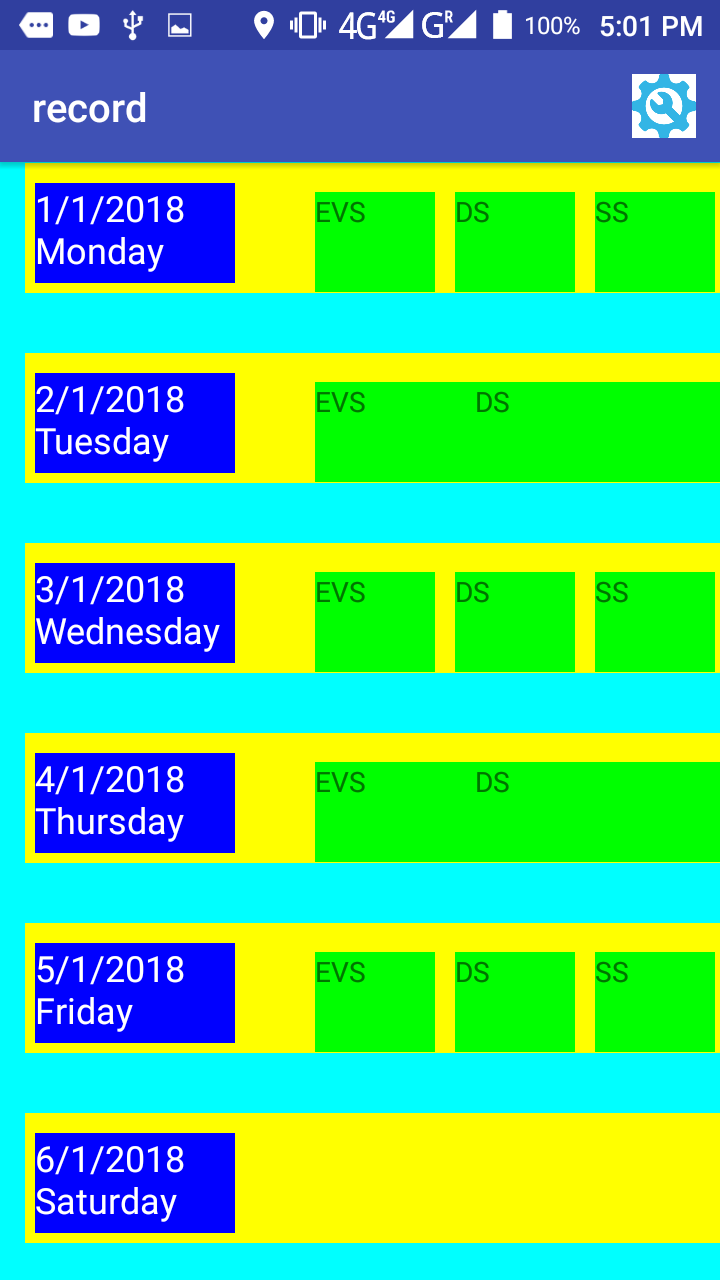 4G 4G G R 100% 5:01 PM
record
1/1/2018
Monday
EVS DS SS
2/1/2018
Tuesday
EVS DS
3/1/2018
Wednesday
EVS DS SS
4/1/2018
Thursday
EVS DS
5/1/2018
Friday
EVS DS SS
6/1/2018
Saturday